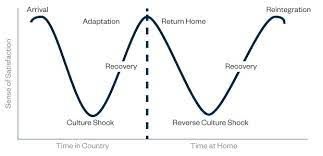 Arrival
Reintegration
Adaptation
Return Home
Recovery
Recovery
Culture Shock
Reverse Culture Shock
Sense of Satisfaction
Time in Country
Time at Home